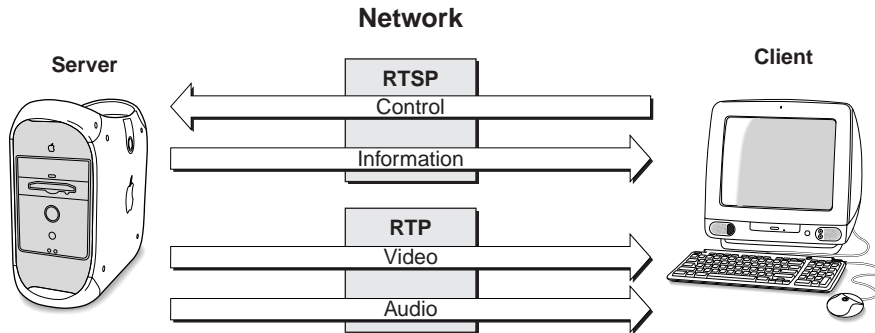 Network
Server
Client
RTSP
Control
Information
RTP
Video
Audio